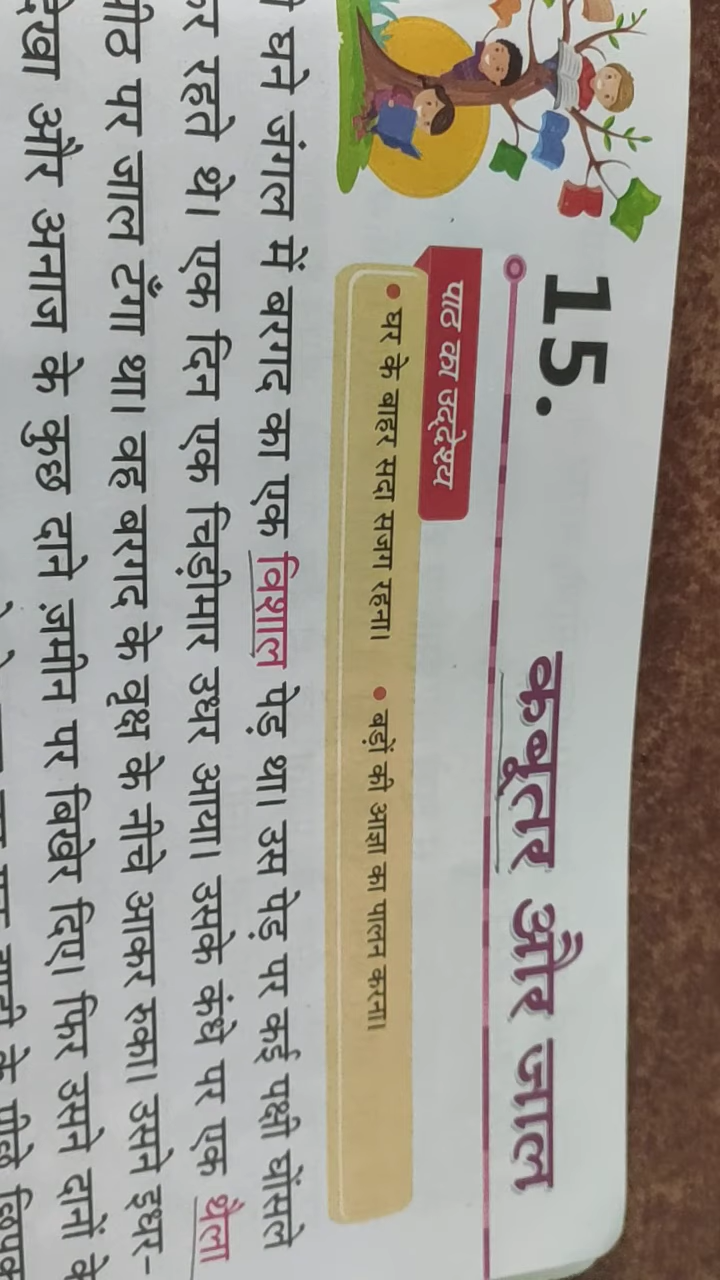 15.
कबूतर और जाल
पाठ का उद्देश्य
• घर के बाहर सदा सजग रहना। • बड़ों की आज्ञा का पालन करना।
घने जंगल में बरगद का एक विशाल पेड़ था। उस पेड़ पर कई पक्षी घोंसले
रहते थे। एक दिन एक चिड़ीमार उधर आया। उसके कंधे पर एक थैला
पर जाल टँगा था। वह बरगद के वृक्ष के नीचे आकर रुका। उसने इधर-
और अनाज के कुछ दाने ज़मीन पर बिखेर दिए। फिर उसने दानों के